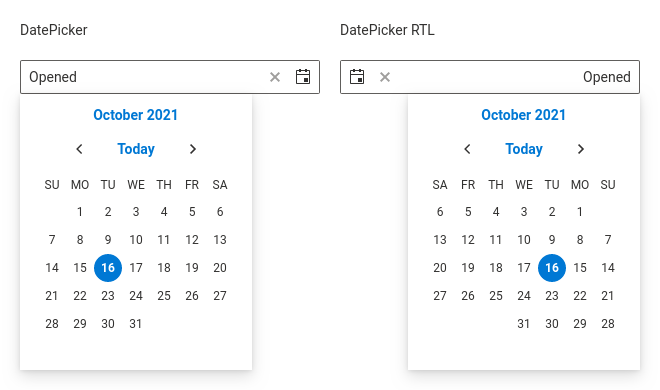 DatePicker
Opened
October 2021
Today
SU MO TU WE TH FR SA
1 2 3 4 5 6
7 8 9 10 11 12 13
14 15 16 17 18 19 20
21 22 23 24 25 26 27
28 29 30 31
DatePicker RTL
Opened
October 2021
Today
SA FR TH WE TU MO SU
6 5 4 3 2 1
13 12 11 10 9 8 7
20 19 18 17 16 15 14
27 26 25 24 23 22 21
31 30 29 28